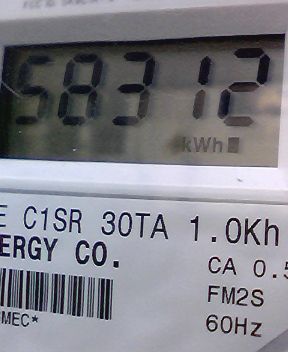 58312
kWh
E C1SR 30TA 1.0Kh
ERGY CO.
CA 0.5
FM2S
MEC*
60Hz